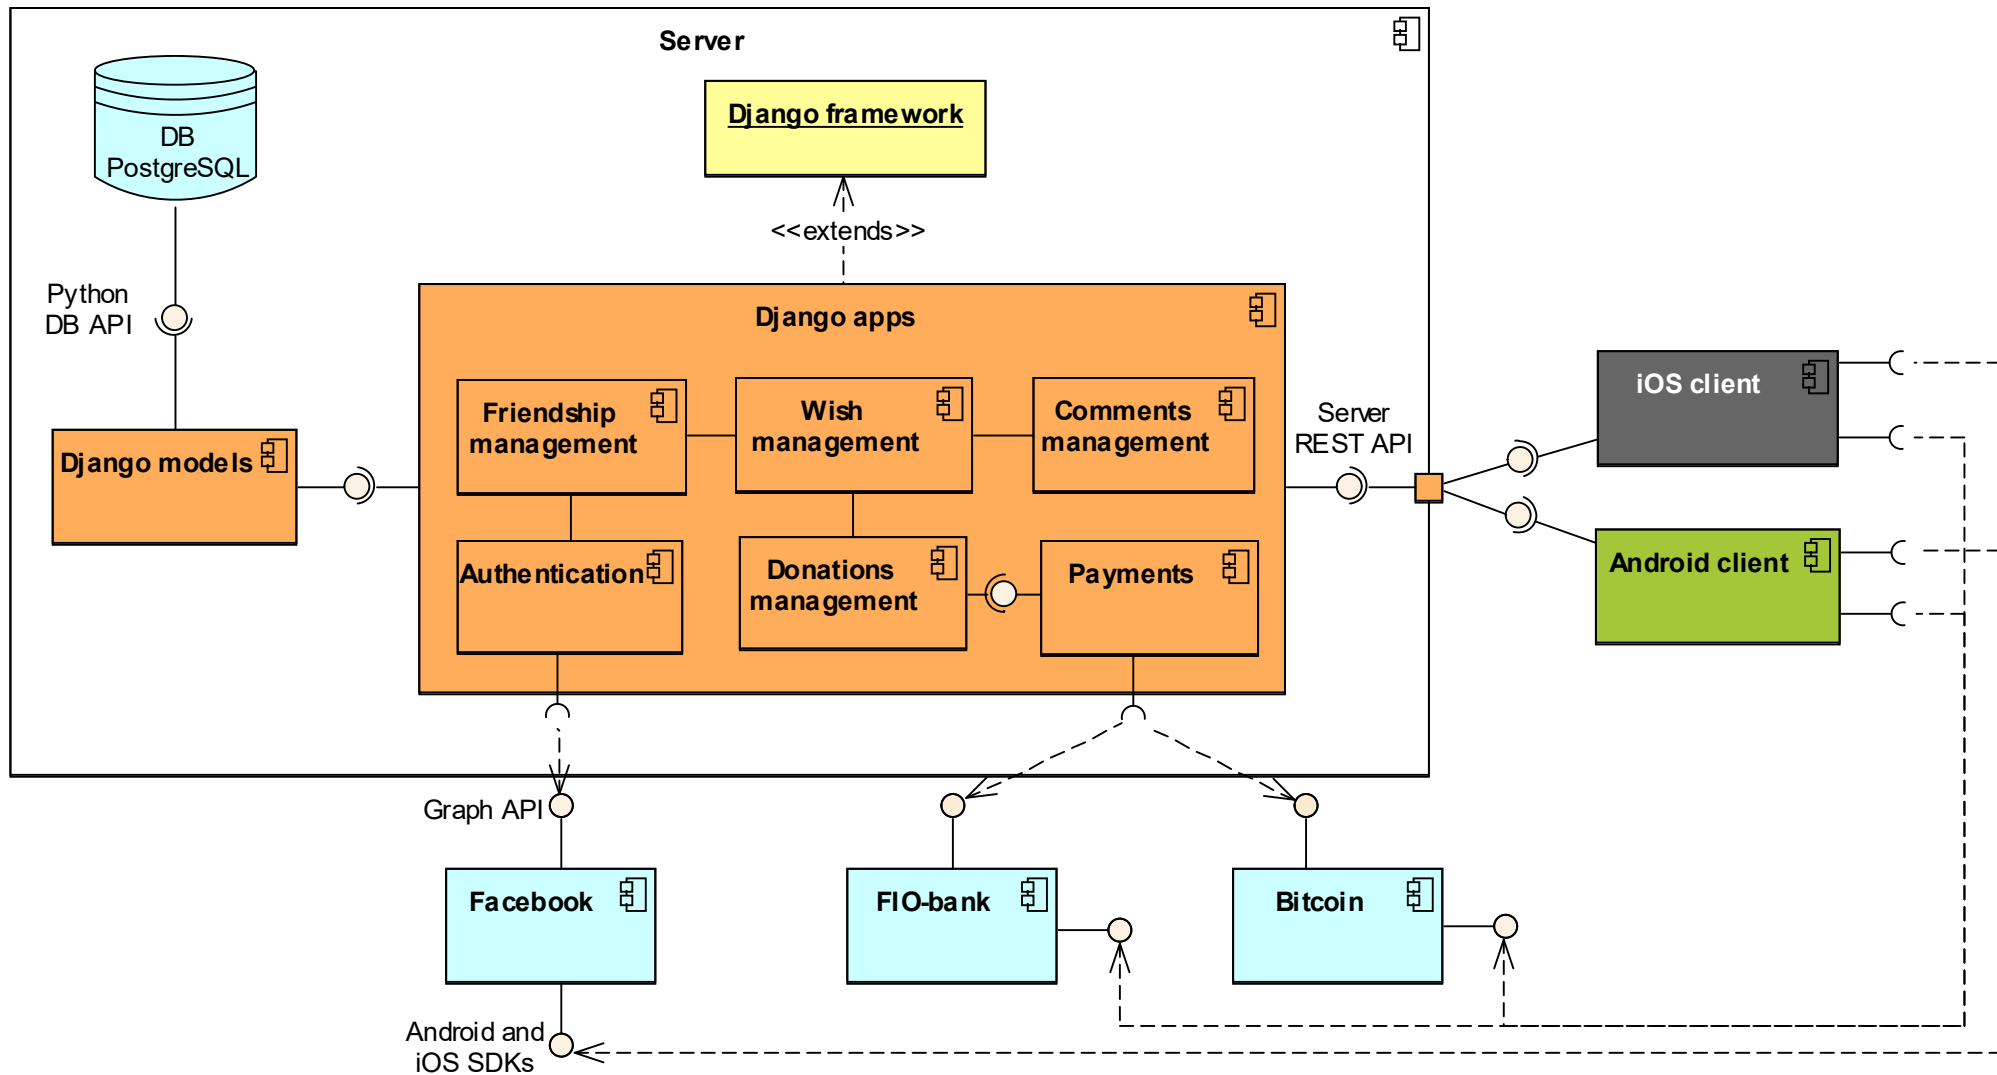 Server
DB
PostgreSQL
Django framework
<<extends>>
Python
DB API
Django apps
Friendship
management
Wish
management
Comments
management
Django models
Authentication
Donations
management
Payments
Server
REST API
iOS client
Android client
Graph API
Facebook
FIO-bank
Bitcoin
Android and
iOS SDKs